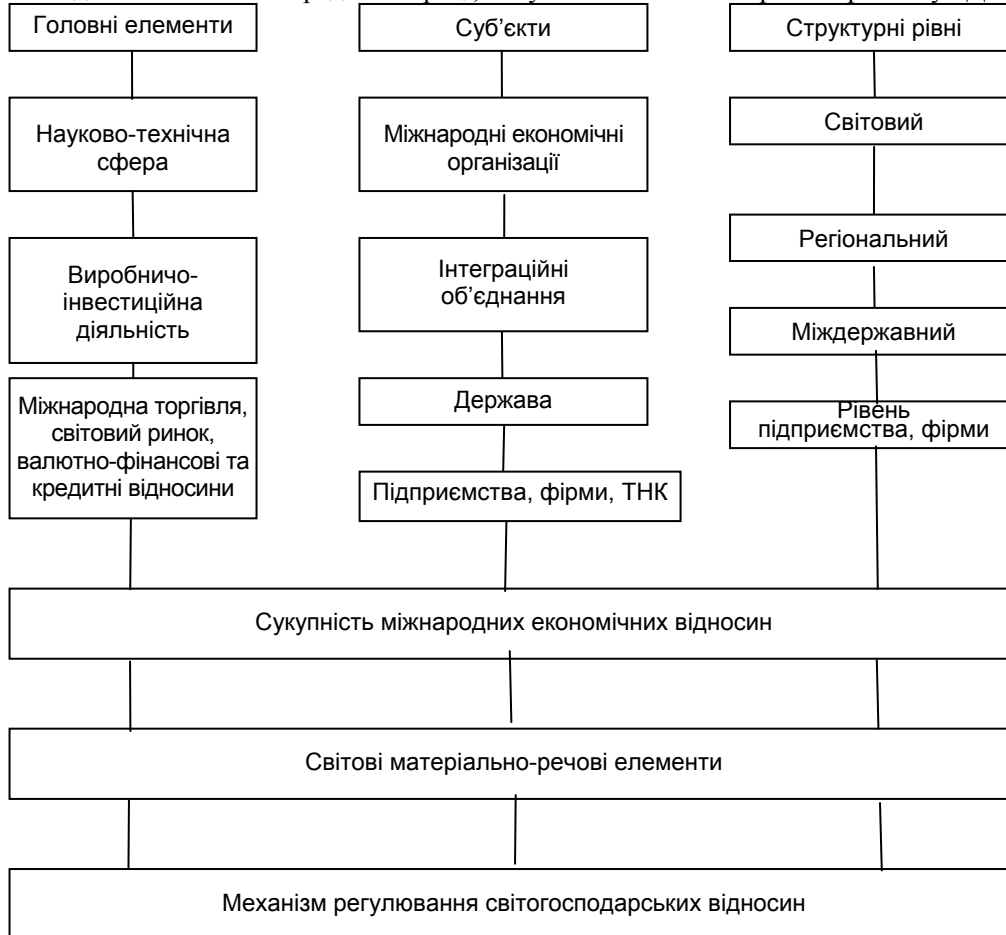 Головні елементи
Суб’єкти
Структурні рівні
Науково-технічна
сфера
Міжнародні економічні
організації
Світовий
Регіональний
Виробничо-
інвестиційна
діяльність
Інтеграційні
об’єднання
Міждержавний
Міжнародна торгівля,
світовий ринок,
валютно-фінансові та
кредитні відносини
Держава
Рівень
підприємства, фірми
Підприємства, фірми, ТНК
Сукупність міжнародних економічних відносин
Світові матеріально-речові елементи
Механізм регулювання світогосподарських відносин